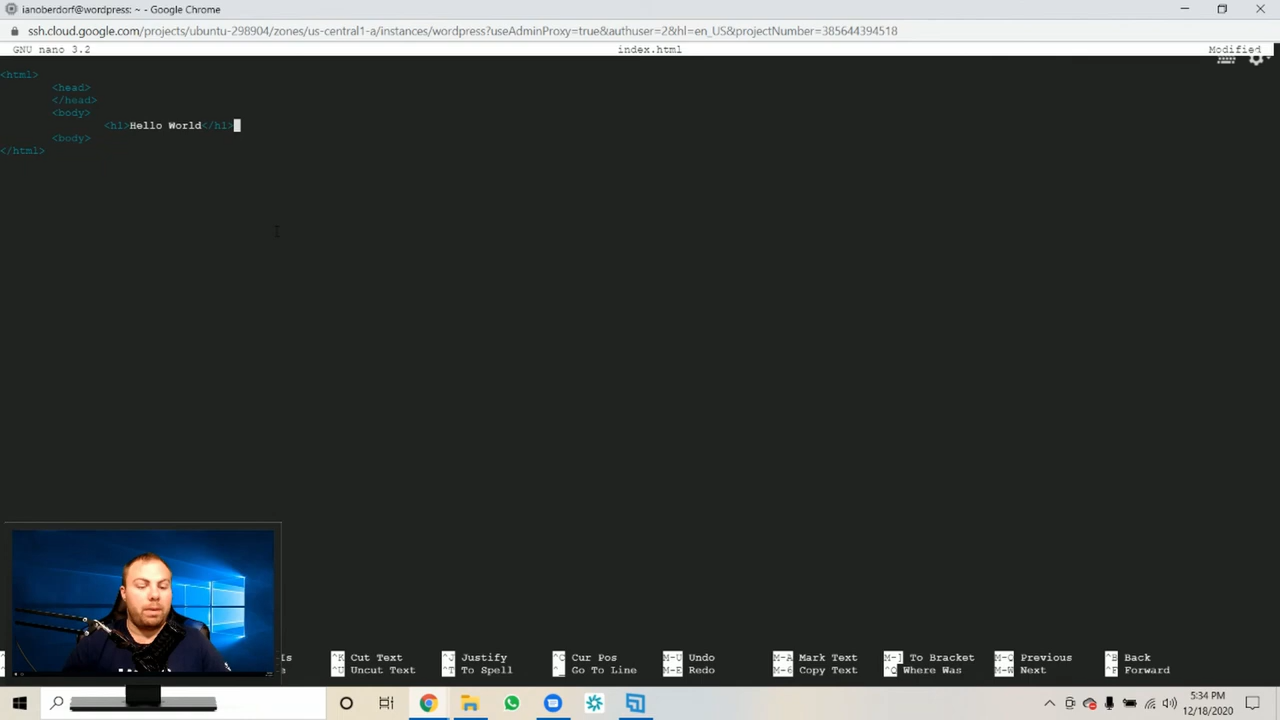 ianoberdorf@wordpress: ~ - Google Chrome
ssh.cloud.google.com/projects/ubuntu-298904/zones/us-central1-a/instances/wordpress?useAdminProxy=true&authuser=2&hl=en_US&projectNumber=385644394518
GNU nano 3.2 index.html Modified
<html>
<head>
</head>
<body>
<h1>Hello World</h1>
<body>
</html>
^K Cut Text ^J Justify ^C Cur Pos M-U Undo M-A Mark Text M-] To Bracket M-Q Previous ^B Back
^U Uncut Text ^T To Spell ^_ Go To Line M-E Redo M-6 Copy Text ^Q Where Was M-W Next ^F Forward
5:34 PM
12/18/2020